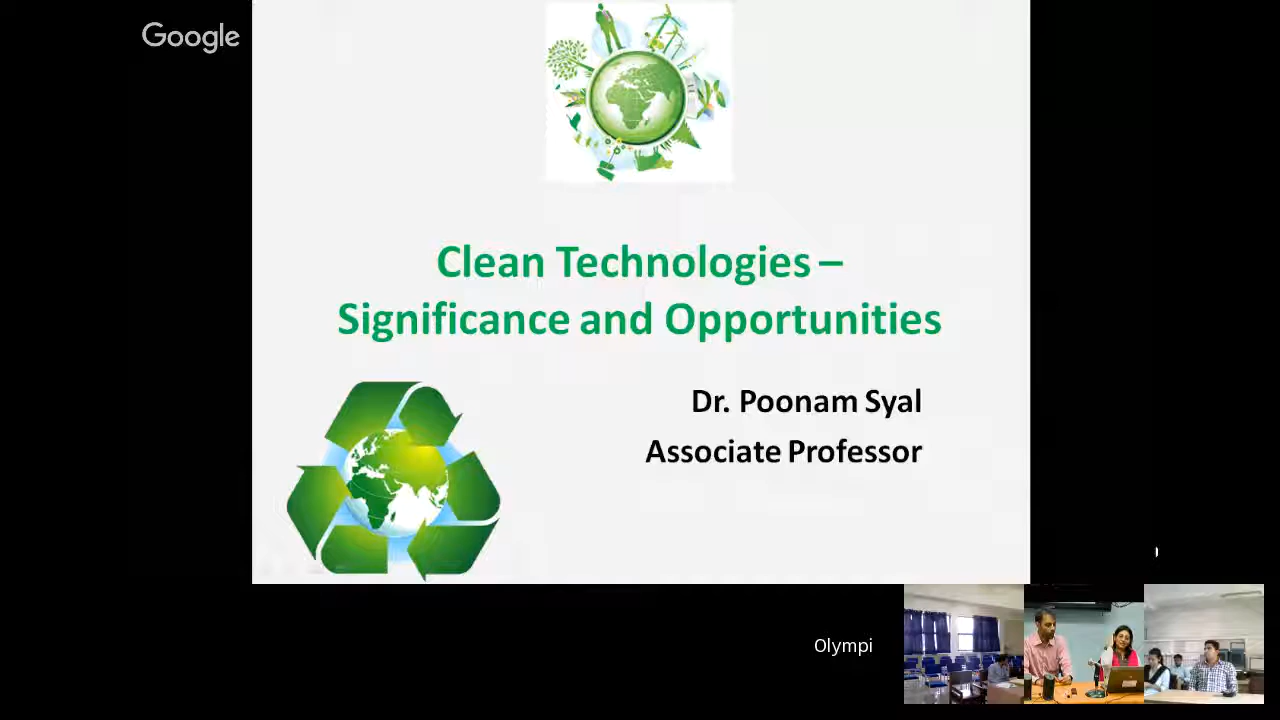 Google
Clean Technologies –
Significance and Opportunities
Dr. Poonam Syal
Associate Professor
Olympi